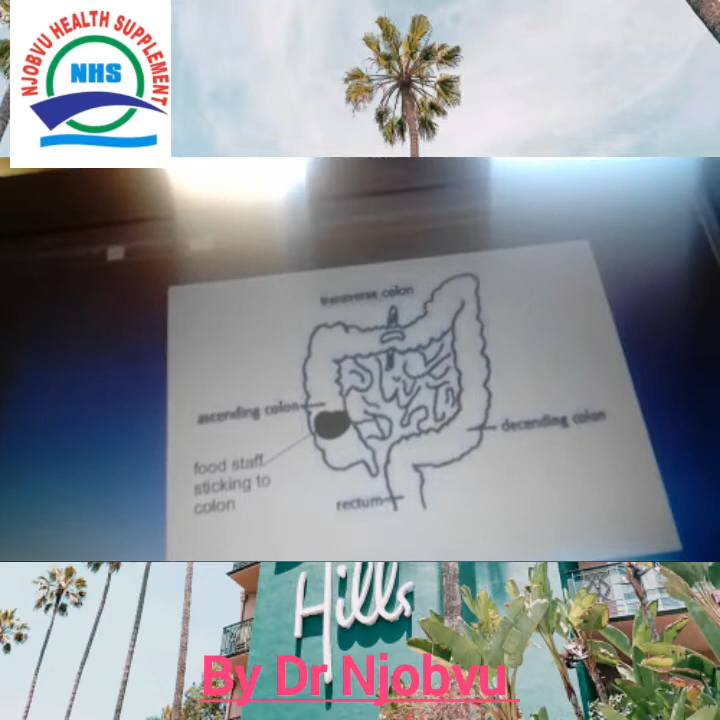 NJOBVU HEALTH SUPPLEMENT
NHS
transverse colon
ascending colon
decending colon
food staff
sticking to
colon
rectum
Hills
By Dr Njobvu